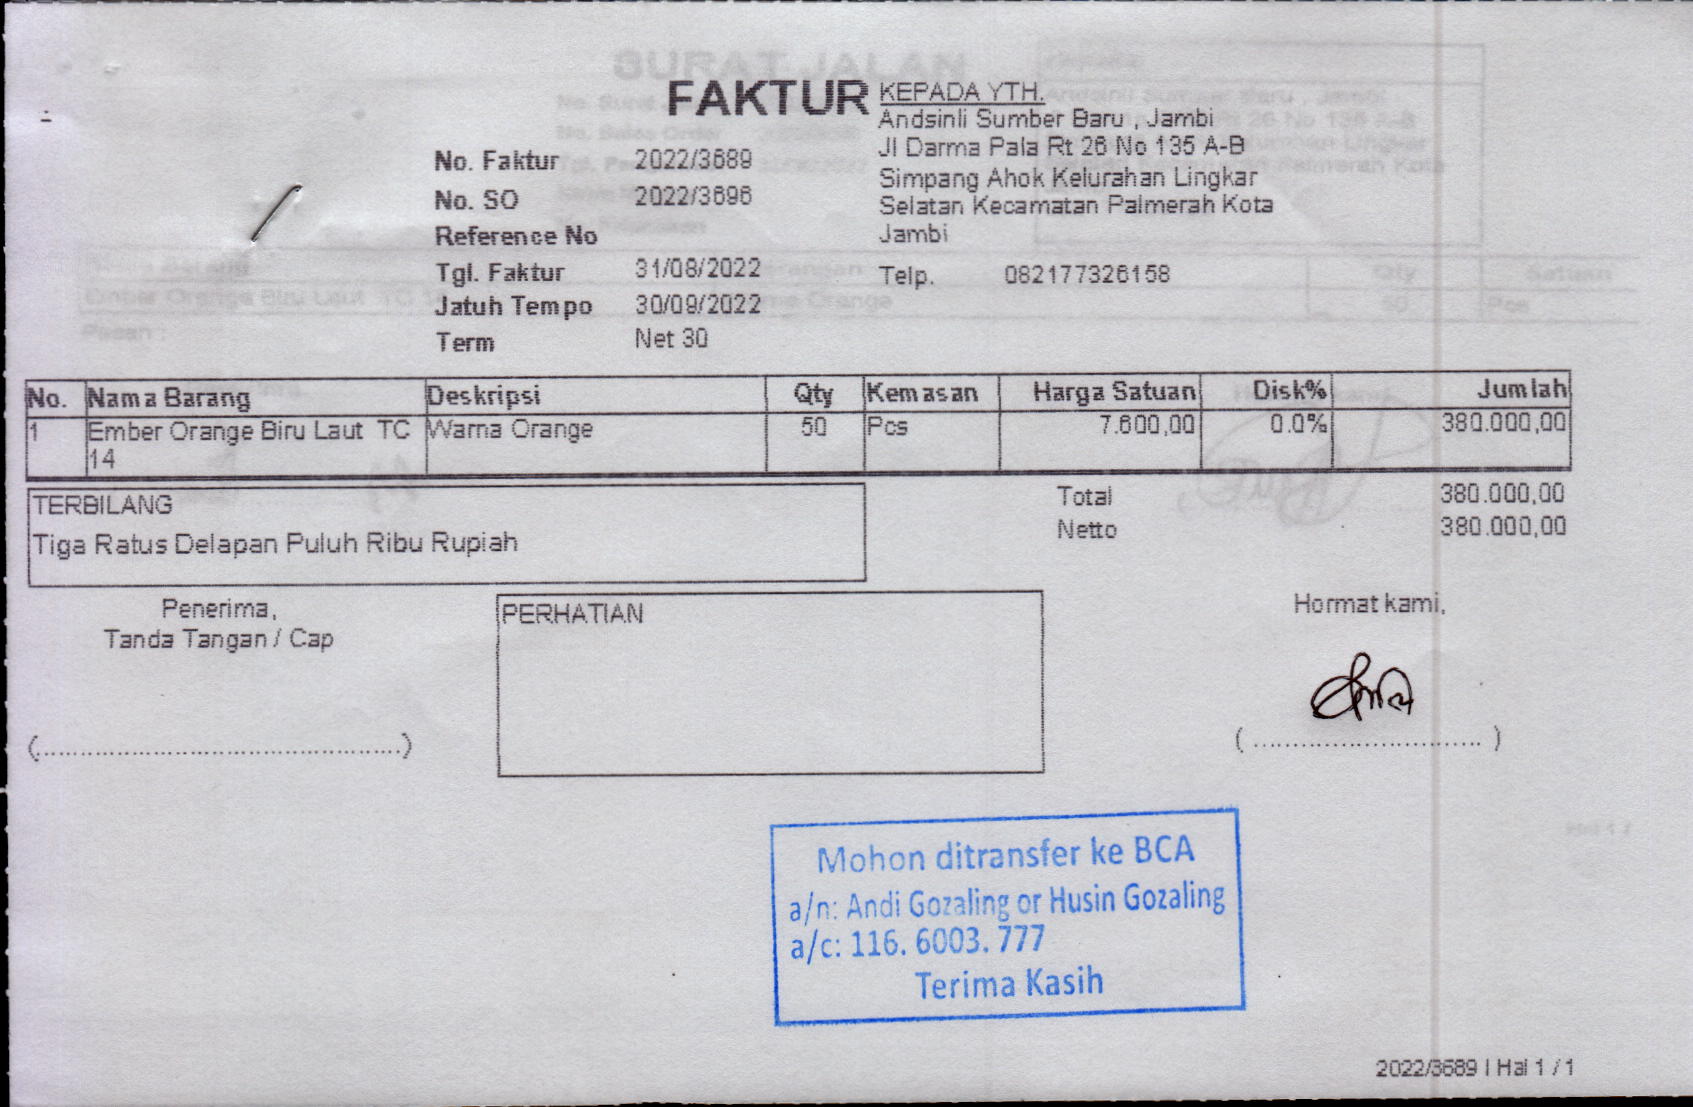 FAKTUR
No. Faktur 2022/3689
No. SO 2022/3696
Reference No
Tgl. Faktur 31/08/2022
Jatuh Tempo 30/09/2022
Term Net 30
KEPADA YTH.
Andsinli Sumber Baru , Jambi
Jl Darma Pala Rt 26 No 135 A-B
Simpang Ahok Kelurahan Lingkar
Selatan Kecamatan Palmerah Kota
Jambi
Telp. 082177326158
No. Nama Barang Deskripsi Qty Kemasan Harga Satuan Disk% Jumlah
1 Ember Orange Biru Laut TC Warna Orange 50 Pcs 7.600,00 0.0% 380.000,00
14
TERBILANG
Tiga Ratus Delapan Puluh Ribu Rupiah
Total 380.000,00
Netto 380.000,00
Penerima,
Tanda Tangan / Cap
(................................................)
PERHATIAN
Hormat kami,
( ............................... )
Mohon ditransfer ke BCA
a/n: Andi Gozaling or Husin Gozaling
a/c: 116. 6003. 777
Terima Kasih
2022/3689 | Hal 1 / 1